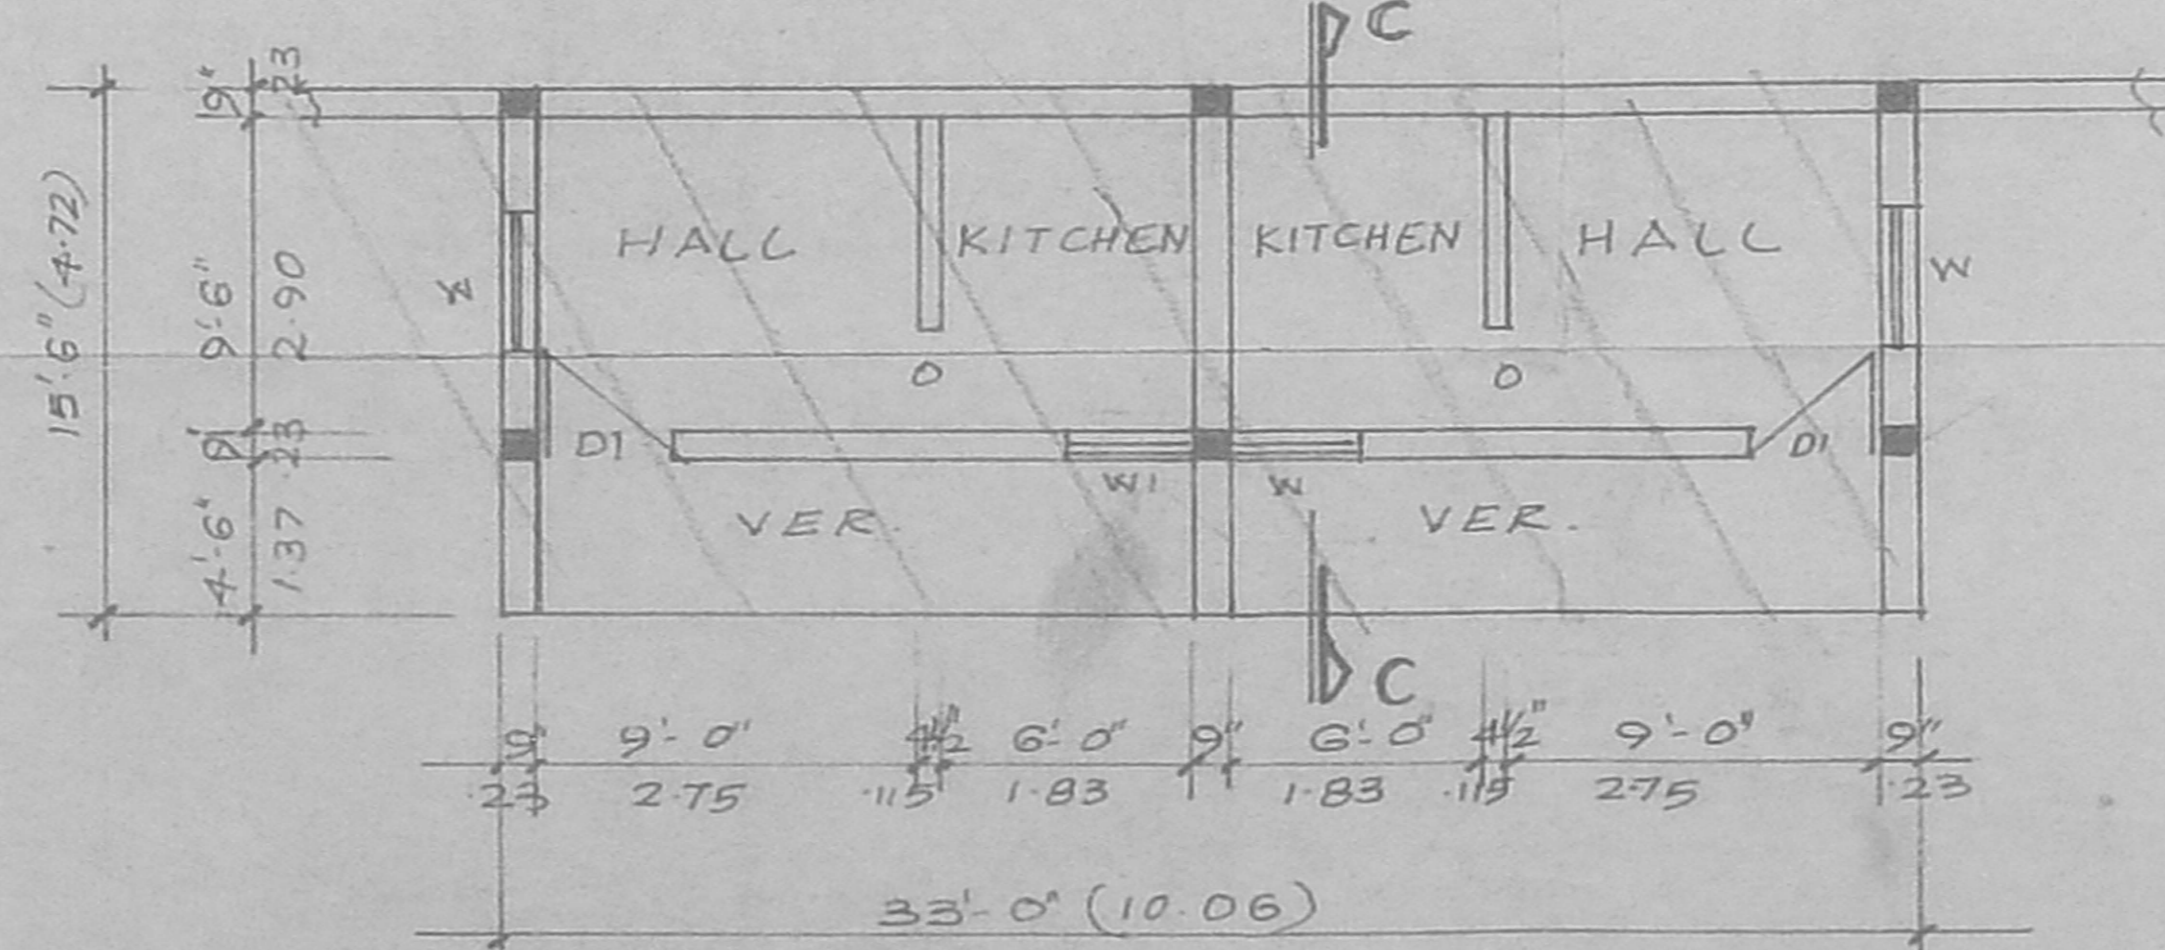 C
9" .23
15'-6" (4.72)
9'-6" 2.90
9" .23
4'-6" 1.37
W HALL KITCHEN KITCHEN HALL W
O O
D1 D1
W1 W
VER. VER.
C
9" 9'-0" 4½" 6'-0" 9" 6'-0" 4½" 9'-0" 9"
.23 2.75 .115 1.83 1.83 .115 2.75 .23
33'-0" (10.06)